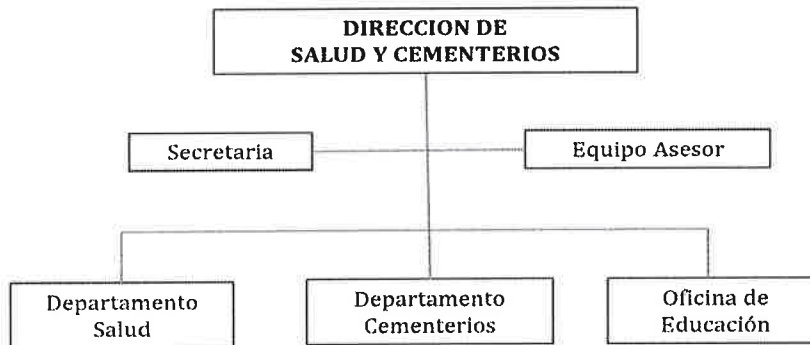 DIRECCION DE
SALUD Y CEMENTERIOS
Secretaria
Equipo Asesor
Departamento
Salud
Departamento
Cementerios
Oficina de
Educación